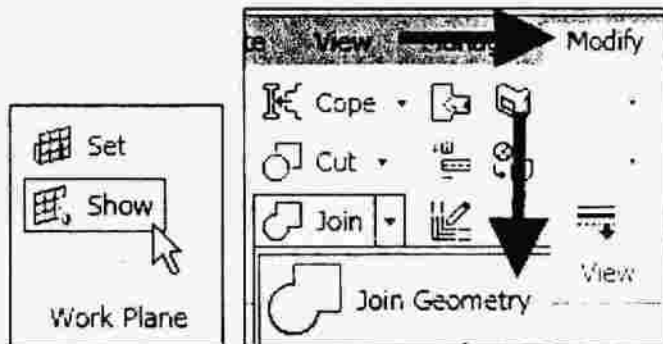 Set
Show
Work Plane
View Modify
Cope
Cut
Join
View
Join Geometry